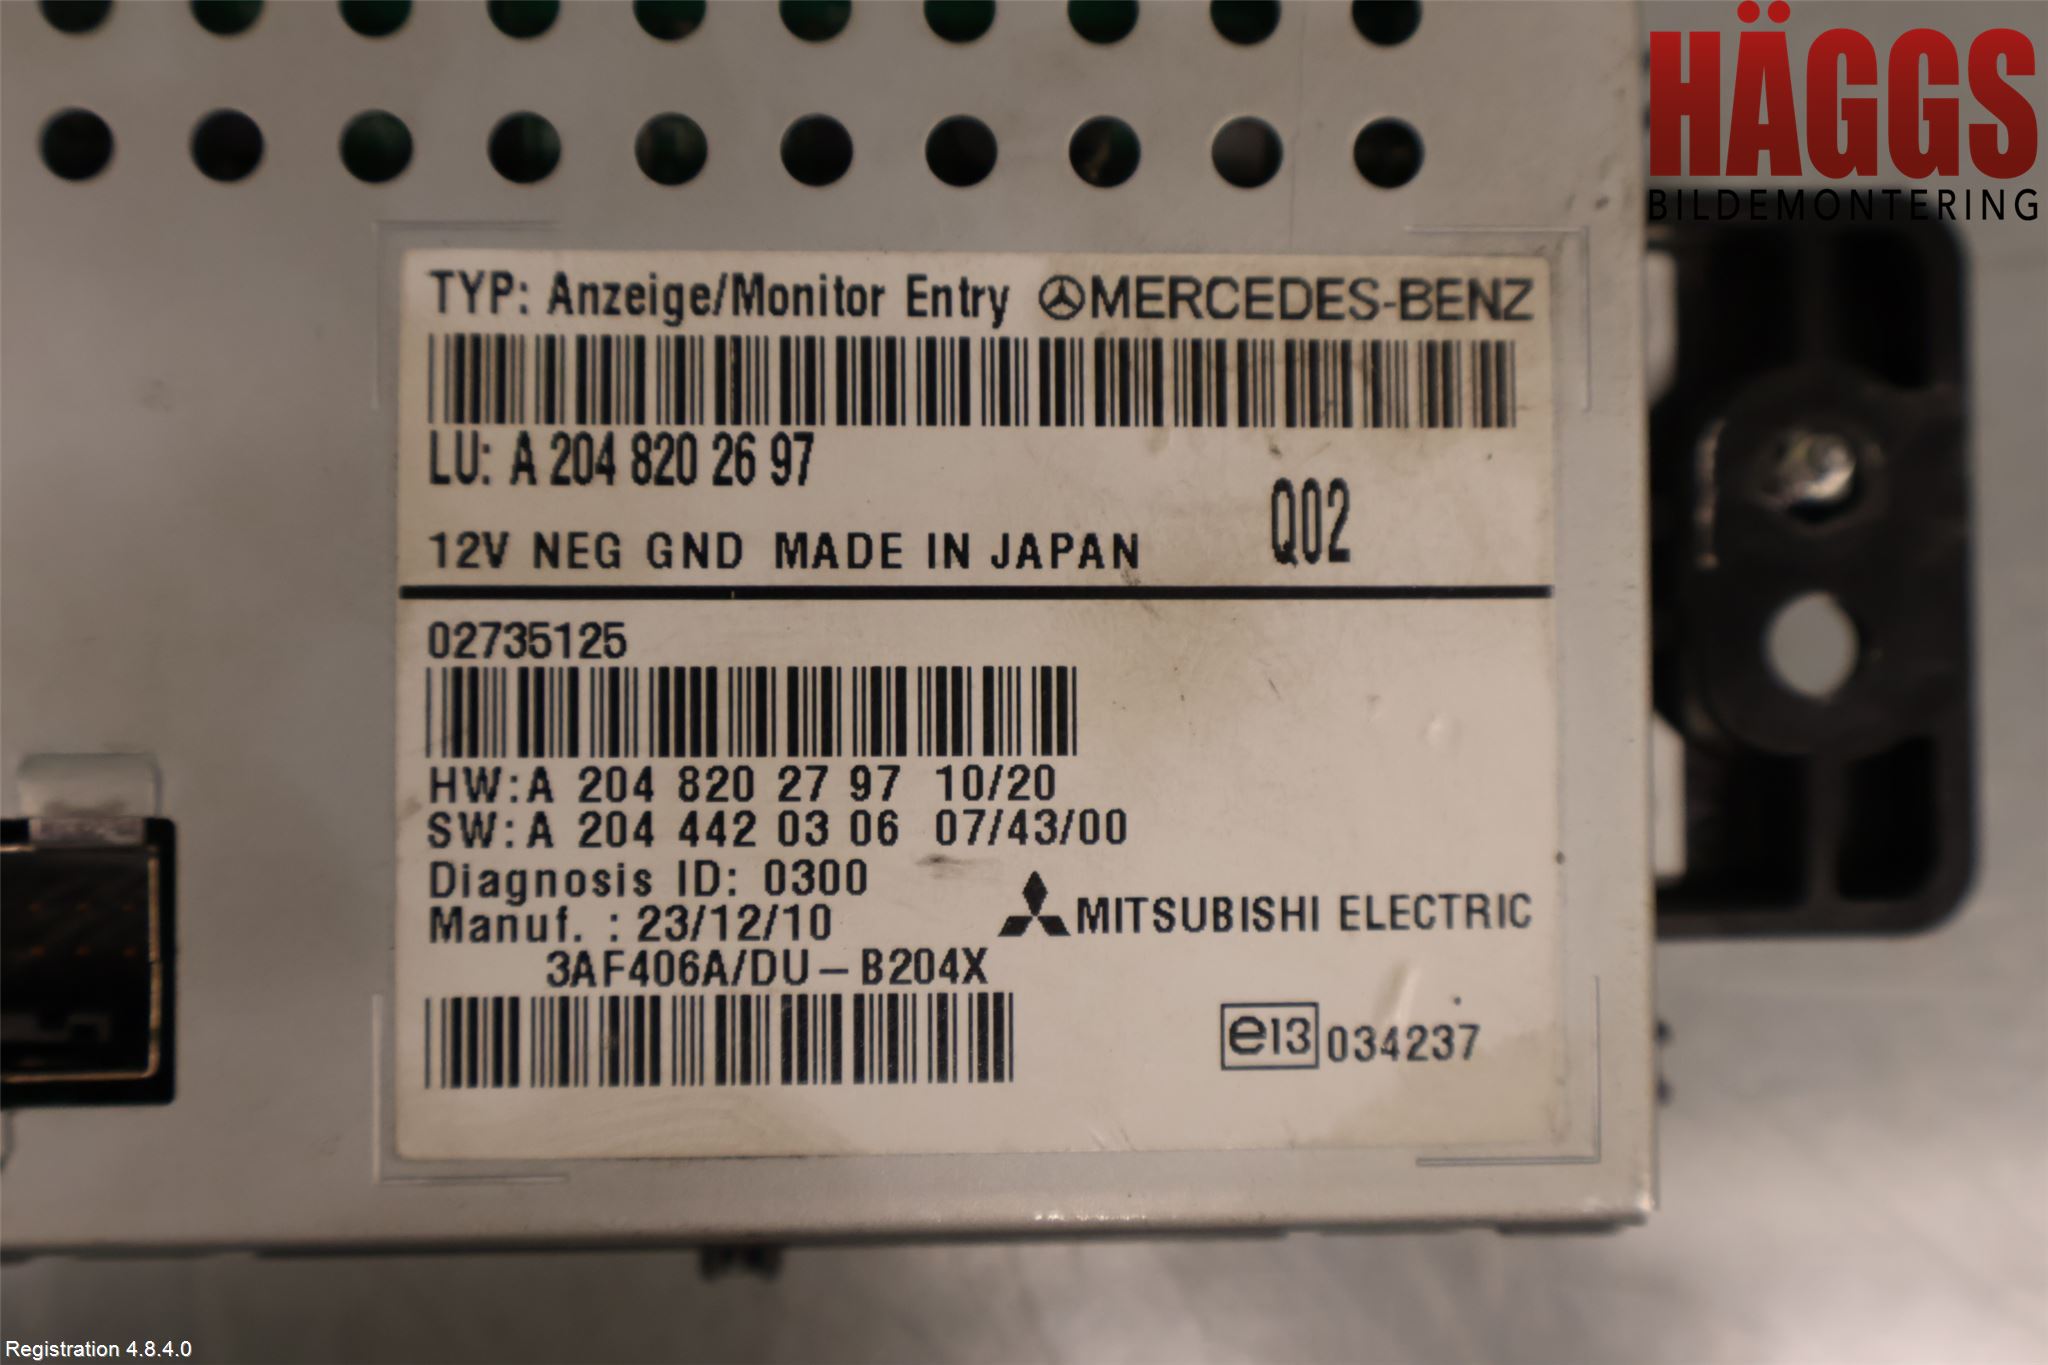 HÄGGS
BILDEMONTERING
TYP: Anzeige/Monitor Entry MERCEDES-BENZ
LU: A 204 820 26 97
Q02
12V NEG GND MADE IN JAPAN
02735125
HW:A 204 820 27 97 10/20
SW:A 204 442 03 06 07/43/00
Diagnosis ID: 0300
Manuf. : 23/12/10
MITSUBISHI ELECTRIC
3AF406A/DU-B204X
e13 034237
Registration 4.8.4.0